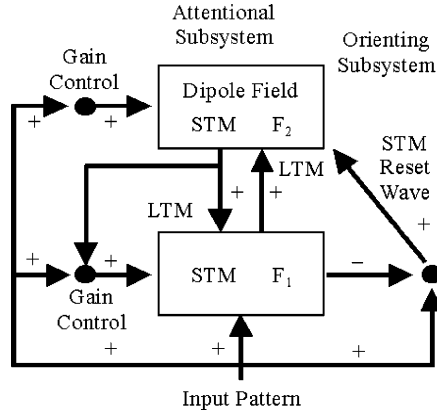 Attentional
Subsystem
Orienting
Subsystem
Gain
Control
Dipole Field
STM F₂
+ +
STM
Reset
Wave
LTM
+ +
LTM
+
+ +
STM F₁
−
Gain
Control
+ + +
Input Pattern